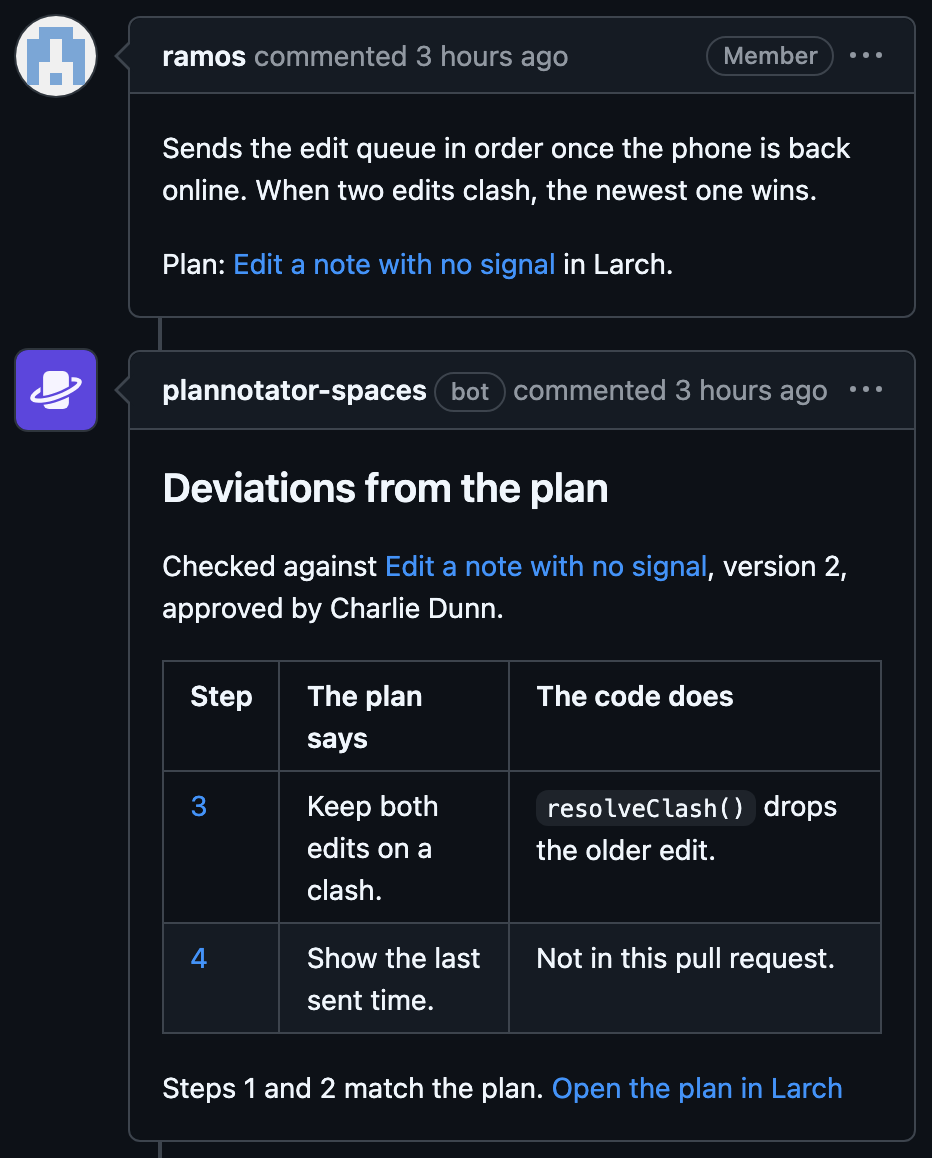 ramos commented 3 hours ago Member ···
Sends the edit queue in order once the phone is back
online. When two edits clash, the newest one wins.
Plan: Edit a note with no signal in Larch.
plannotator-spaces bot commented 3 hours ago ···
Deviations from the plan
Checked against Edit a note with no signal, version 2,
approved by Charlie Dunn.
Step The plan says The code does
3 Keep both edits on a clash. resolveClash() drops the older edit.
4 Show the last sent time. Not in this pull request.
Steps 1 and 2 match the plan. Open the plan in Larch